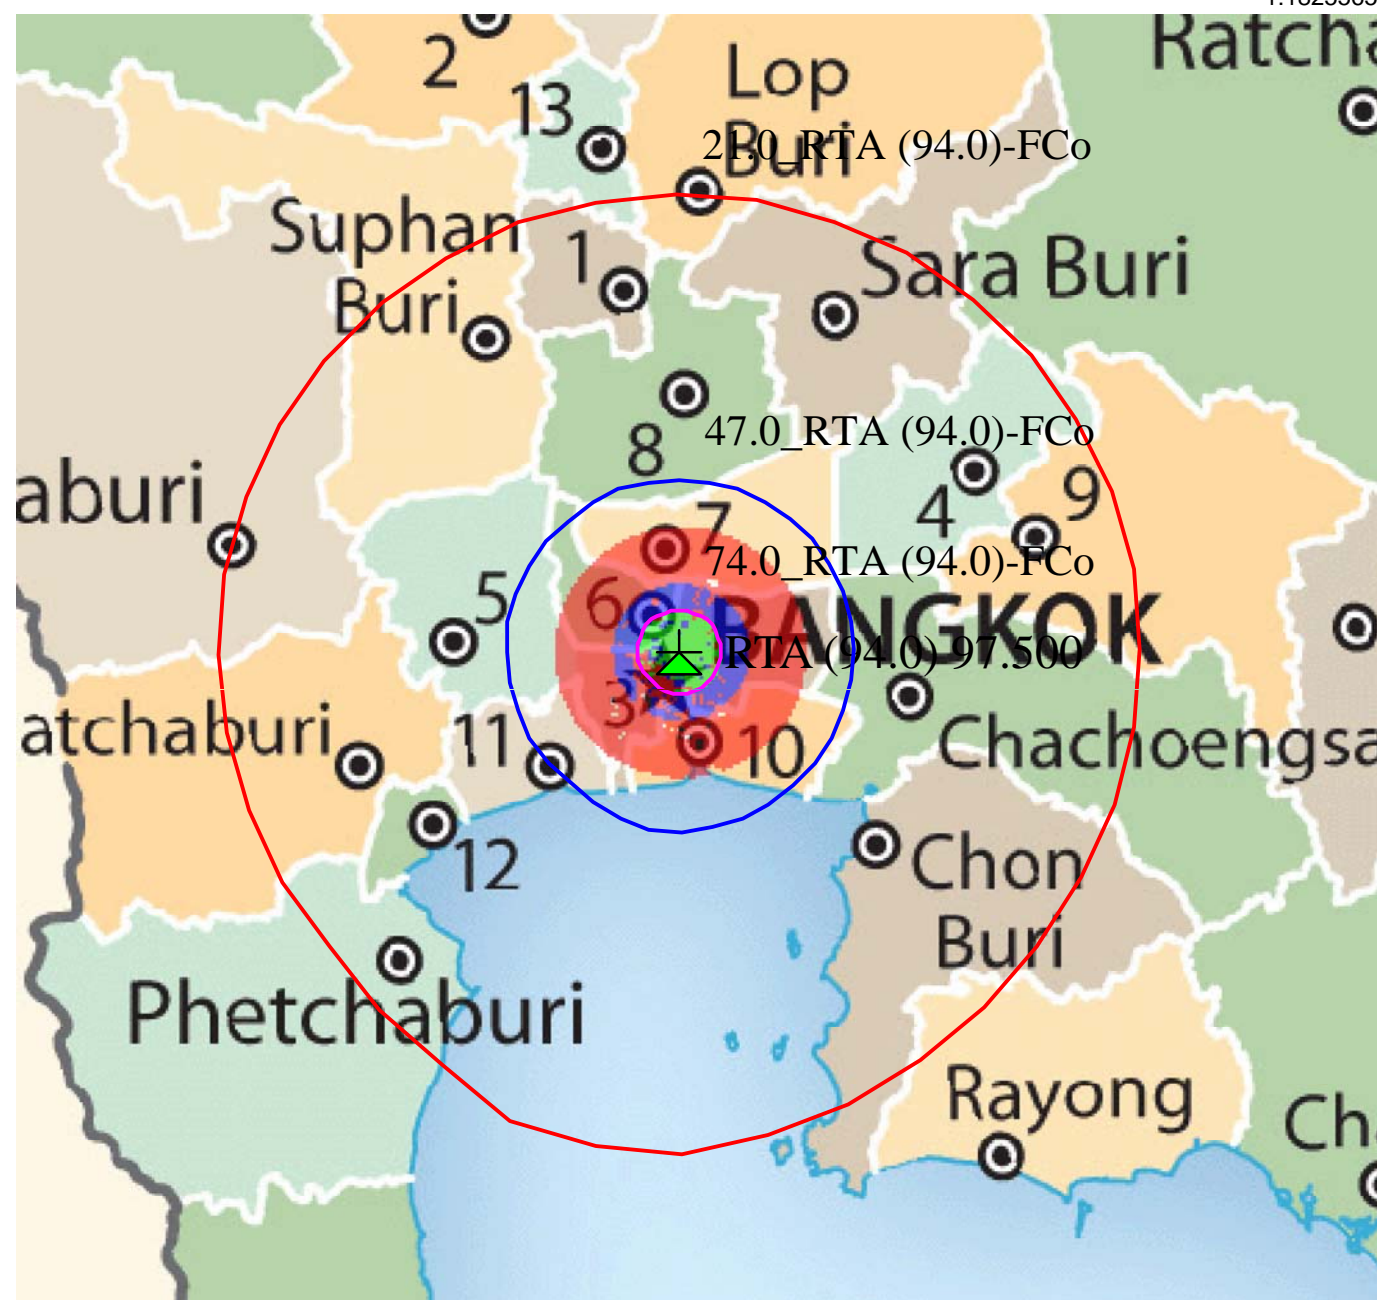 2
13
Lop
Buri
21.0_RTA (94.0)-FCo
Suphan
Buri
1
Sara Buri
8
47.0_RTA (94.0)-FCo
4
9
aburi
7
74.0_RTA (94.0)-FCo
5
6
BANGKOK
RTA (94.0) 97.500
3
atchaburi
11
10
Chachoengsa
12
Chon
Buri
Phetchaburi
Rayong